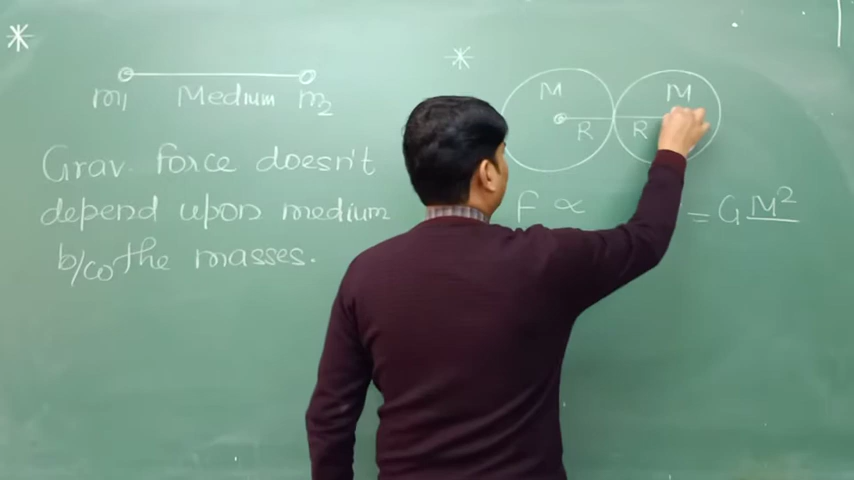 *
m1 Medium m2
Grav. force doesn't
depend upon medium
b/w the masses.
*
M M
R R
F ∝
= G M²